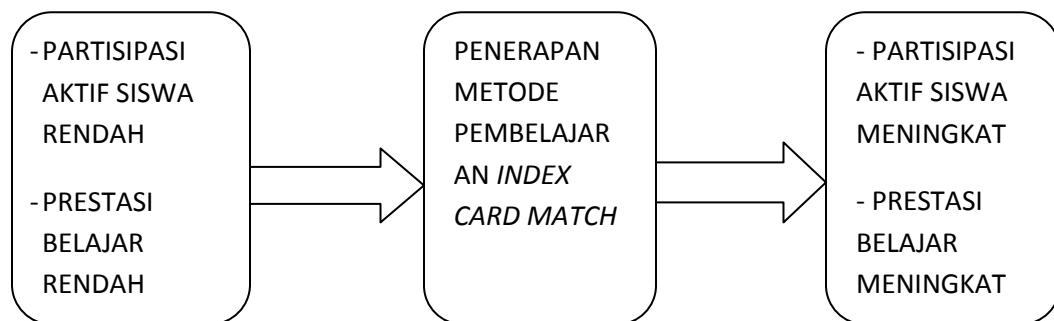 - PARTISIPASI
AKTIF SISWA
RENDAH
- PRESTASI
BELAJAR
RENDAH
PENERAPAN
METODE
PEMBELAJAR
AN INDEX
CARD MATCH
- PARTISIPASI
AKTIF SISWA
MENINGKAT
- PRESTASI
BELAJAR
MENINGKAT